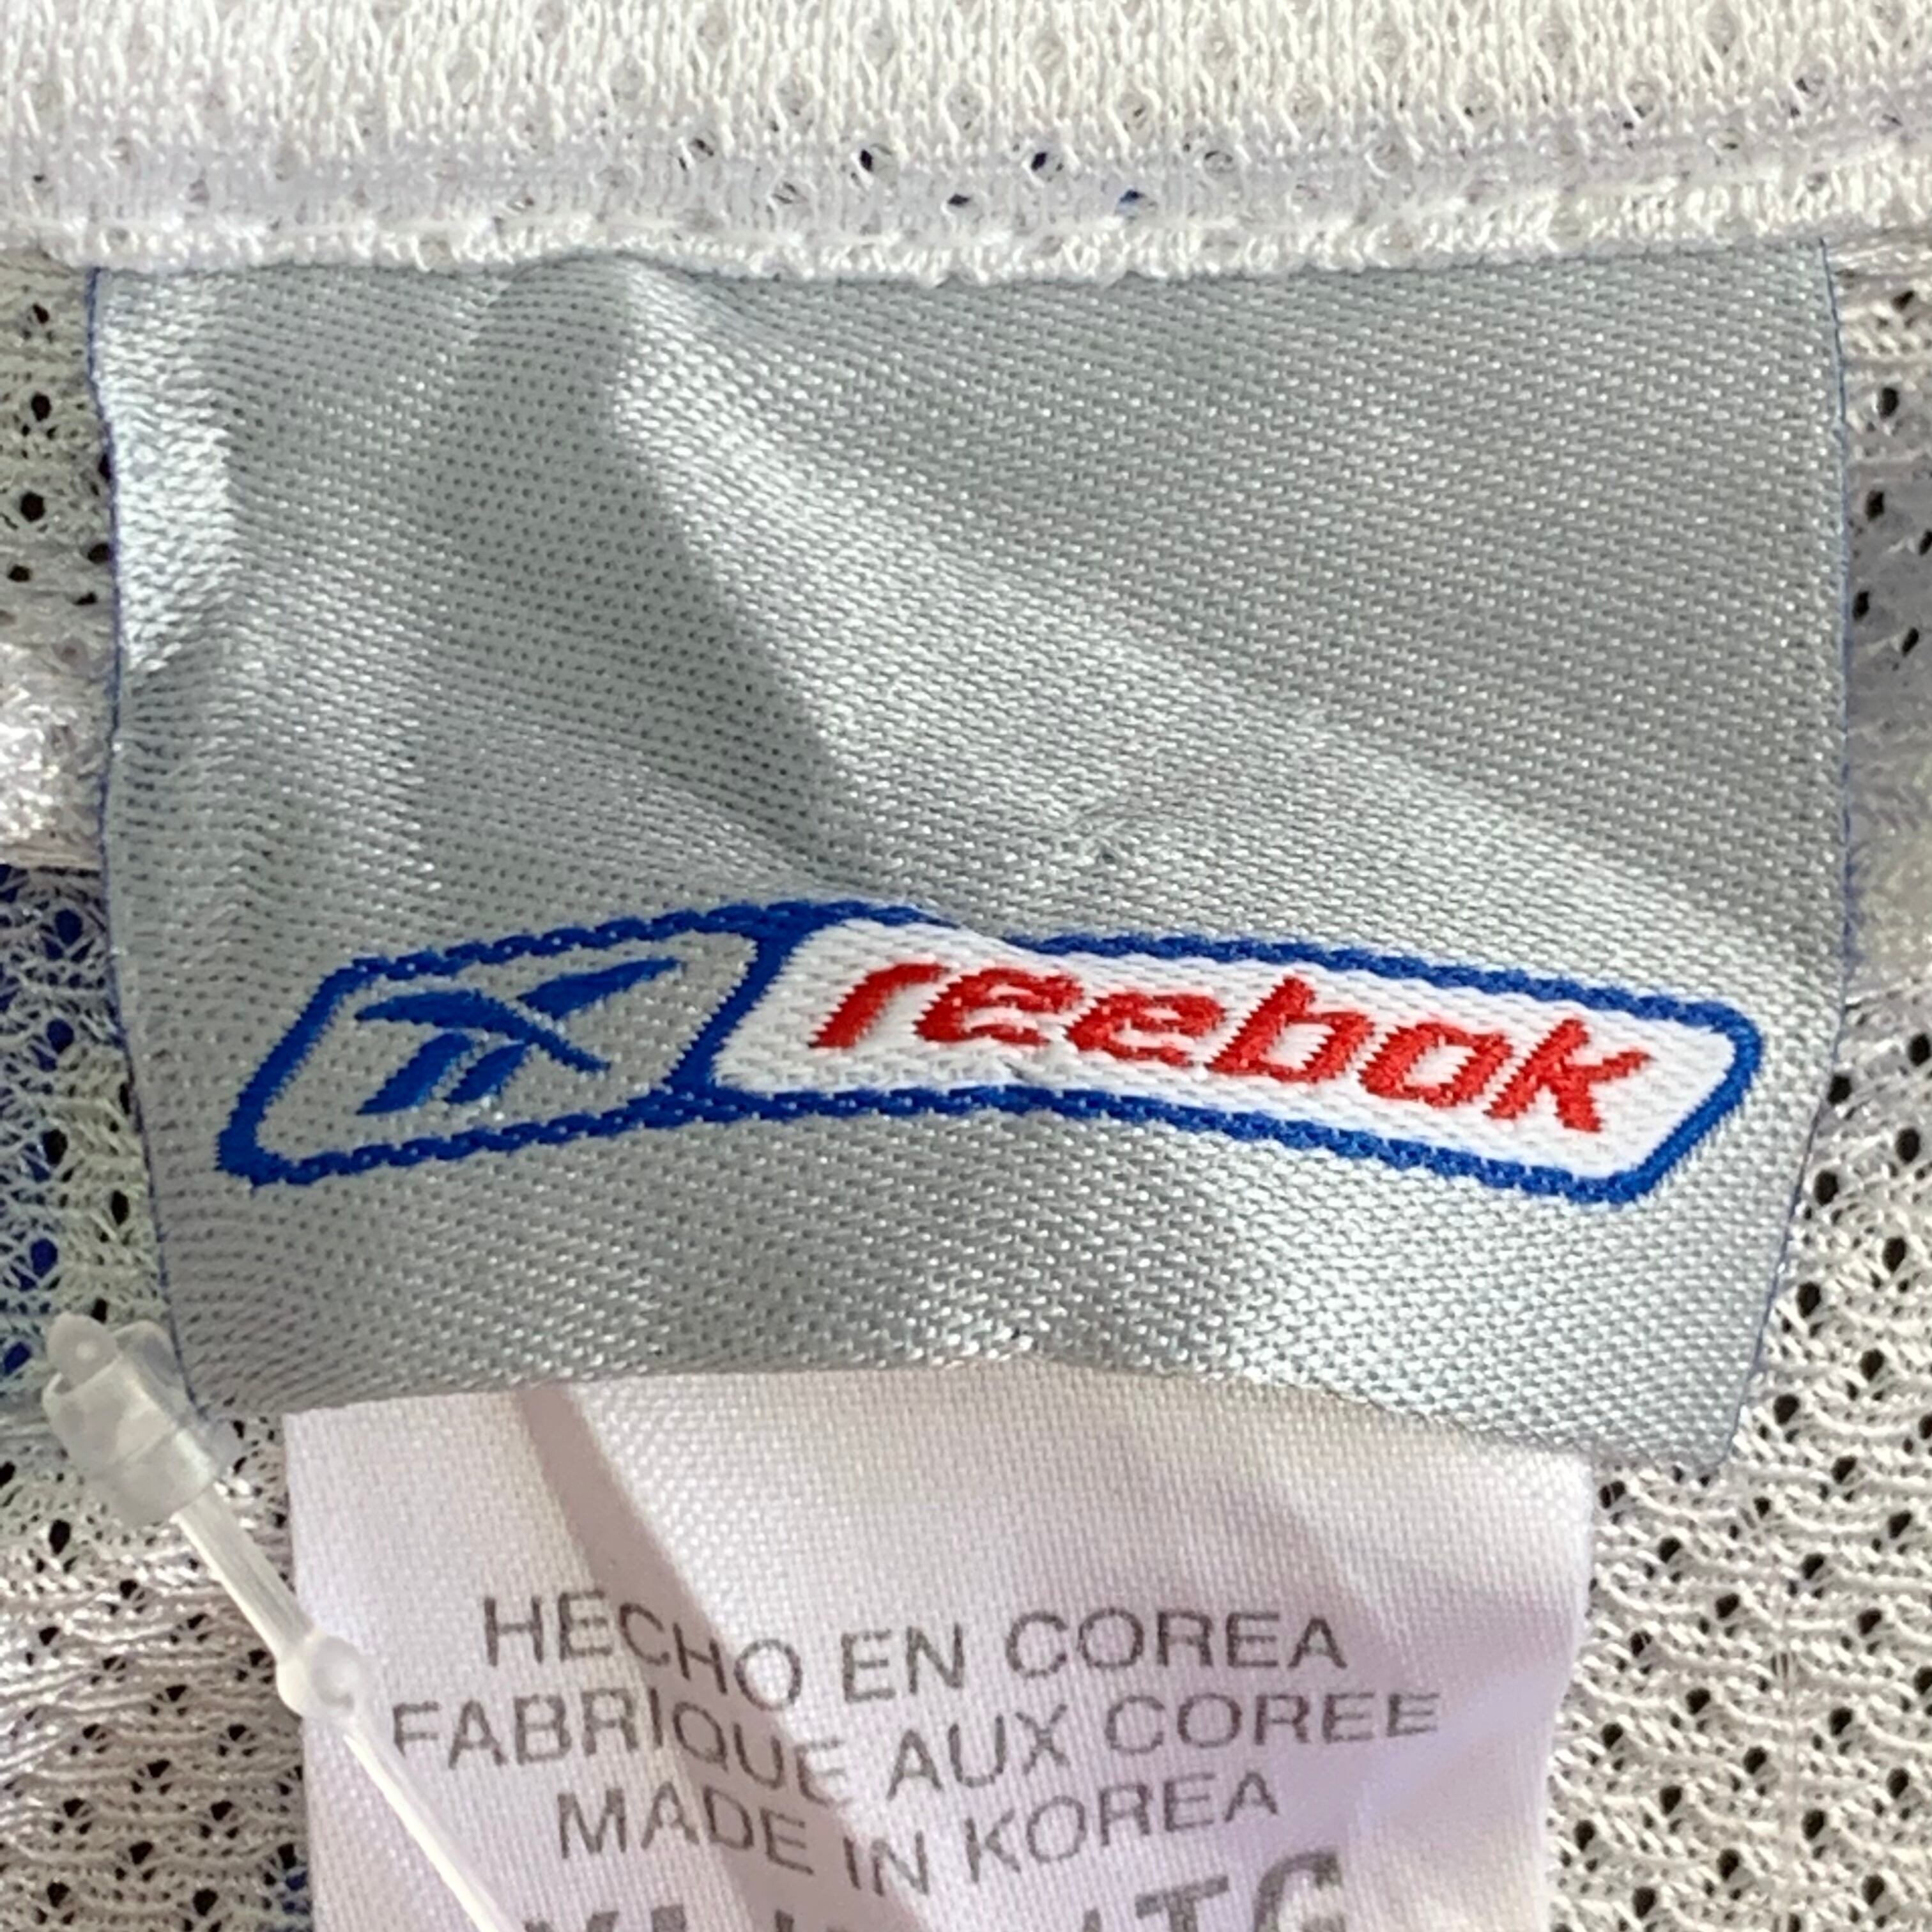 reebok
HECHO EN COREA
FABRIQUE AUX COREE
MADE IN KOREA